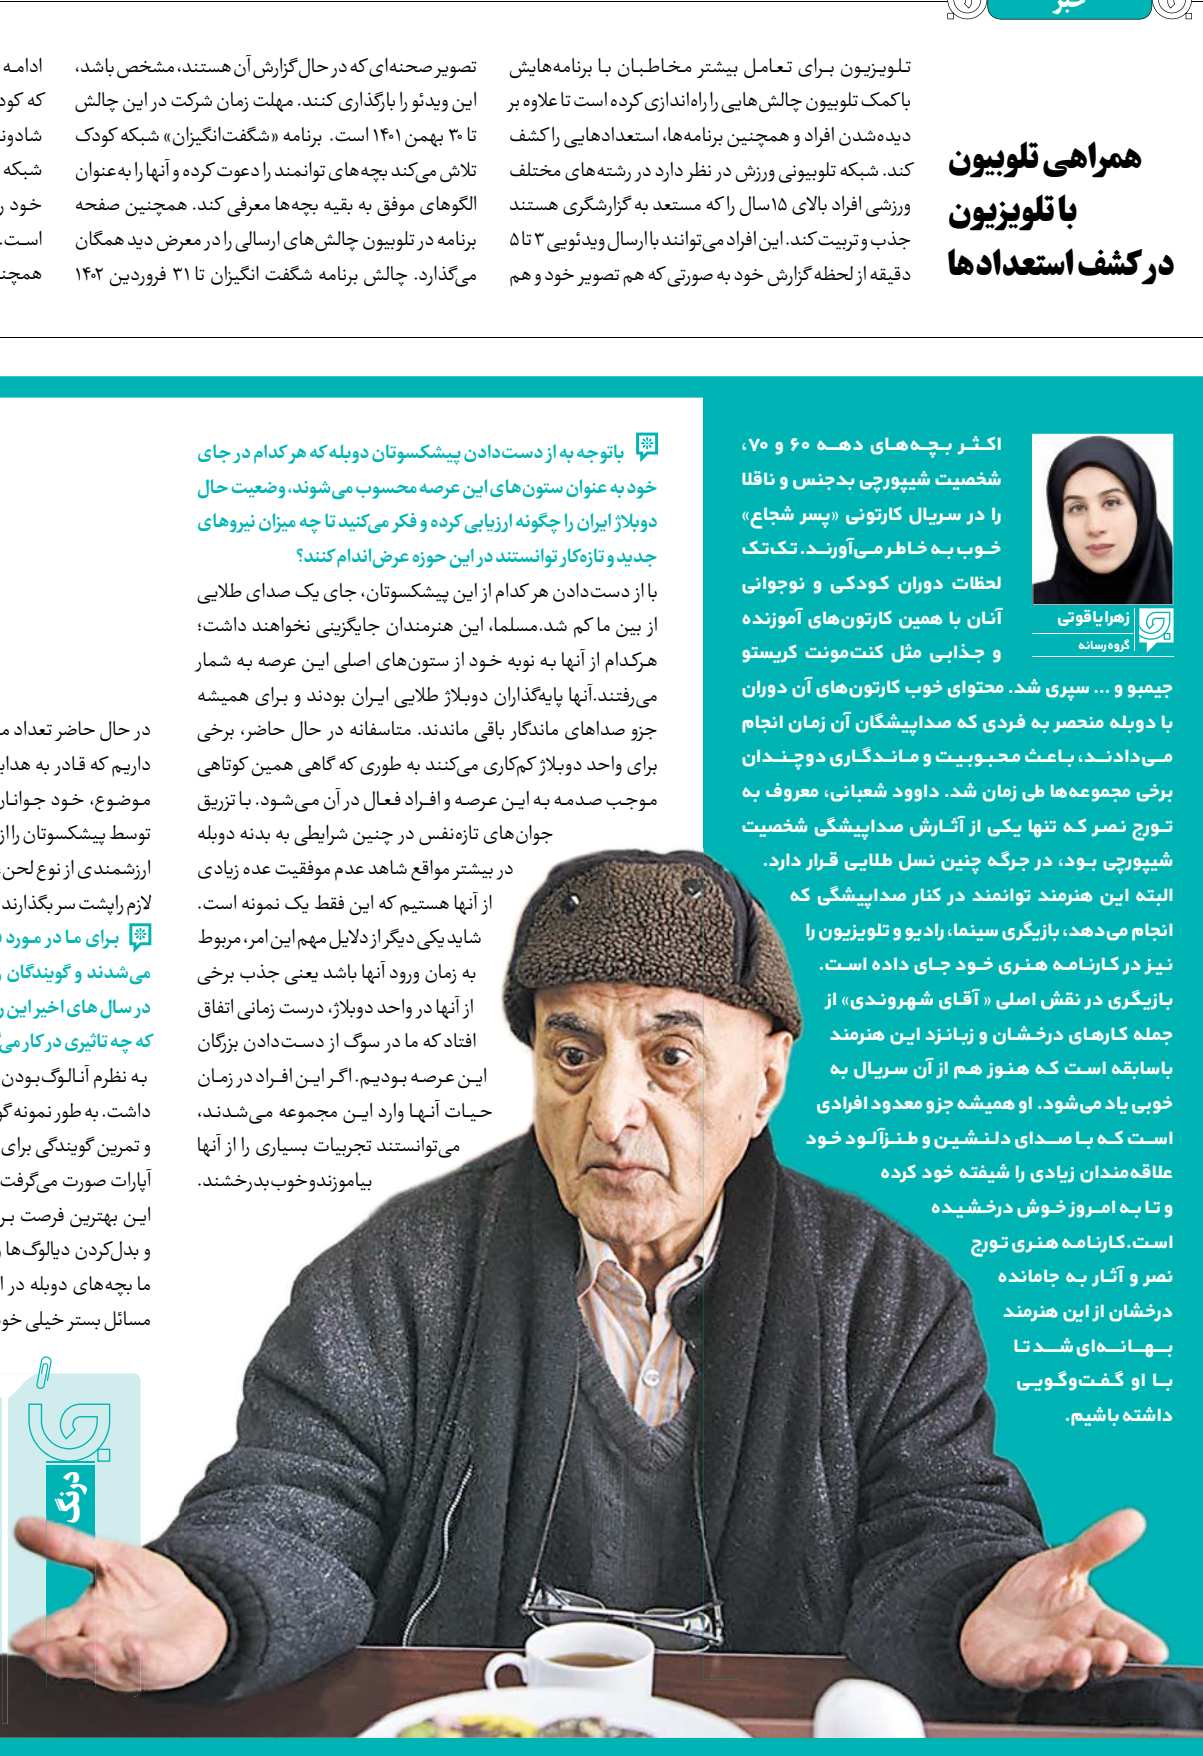 خبر
همراهی تلوبیون
با تلویزیون
در کشف استعدادها
تلویزیون برای تعامل بیشتر مخاطبان با برنامه‌هایش
با کمک تلوبیون چالش‌هایی را راه‌اندازی کرده است تا علاوه بر
دیده‌شدن افراد و همچنین برنامه‌ها، استعدادهایی را کشف
کند. شبکه تلویزیونی ورزش در نظر دارد در رشته‌های مختلف
ورزشی افراد بالای ۱۵سال را که مستعد به گزارشگری هستند
جذب و تربیت کند. این افراد می‌توانند با ارسال ویدئویی ۳ تا ۵
دقیقه از لحظه گزارش خود به صورتی که هم تصویر خود و هم
تصویر صحنه‌ای که در حال گزارش آن هستند، مشخص باشد،
این ویدئو را بارگذاری کنند. مهلت زمان شرکت در این چالش
تا ۳۰ بهمن ۱۴۰۱ است. برنامه «شگفت‌انگیزان» شبکه کودک
تلاش می‌کند بچه‌های توانمند را دعوت کرده و آنها را به‌عنوان
الگوهای موفق به بقیه بچه‌ها معرفی کند. همچنین صفحه
برنامه در تلوبیون چالش‌های ارسالی را در معرض دید همگان
می‌گذارد. چالش برنامه شگفت انگیزان تا ۳۱ فروردین ۱۴۰۲
ادامه
که
شبکه
خود
است.
زهرا یاقوتی
گروه رسانه
اکثر بچه‌های دهه ۶۰ و ۷۰،
شخصیت شیپورچی بدجنس و ناقلا
را در سریال کارتونی «پسر شجاع»
خوب به خاطر می‌آورند. تک‌تک
لحظات دوران کودکی و نوجوانی
آنان با همین کارتون‌های آموزنده
و جذابی مثل کنت‌مونت کریستو
جیمبو و ... سپری شد. محتوای خوب کارتون‌های آن دوران
با دوبله منحصر به فردی که صداپیشگان آن زمان انجام
می‌دادند، باعث محبوبیت و ماندگاری دوچندان
برخی مجموعه‌ها طی زمان شد. داوود شعبانی، معروف به
تورج نصر که تنها یکی از آثارش صداپیشگی شخصیت
شیپورچی بود، در جرگه چنین نسل طلایی قرار دارد.
البته این هنرمند توانمند در کنار صداپیشگی که
انجام می‌دهد، بازیگری سینما، رادیو و تلویزیون را
نیز در کارنامه هنری خود جای داده است.
بازیگری در نقش اصلی « آقای شهروندی» از
جمله کارهای درخشان و زبانزد این هنرمند
باسابقه است که هنوز هم از آن سریال به
خوبی یاد می‌شود. او همیشه جزو معدود افرادی
است که با صدای دلنشین و طنزآلود خود
علاقه‌مندان زیادی را شیفته خود کرده
و تا به امروز خوش درخشیده
است.کارنامه هنری تورج
نصر و آثار به جامانده
درخشان از این هنرمند
بهانه‌ای شد تا
با او گفت‌وگویی
داشته باشیم.
باتوجه به از دست‌دادن پیشکسوتان دوبله که هر کدام در جای
خود به عنوان ستون‌های این عرصه محسوب می‌شوند، وضعیت حال
دوبلاژ ایران را چگونه ارزیابی کرده و فکر می‌کنید تا چه میزان نیروهای
جدید و تازه‌کار توانستند در این حوزه عرض‌اندام کنند؟
با از دست‌دادن هر کدام از این پیشکسوتان، جای یک صدای طلایی
از بین ما کم شد.مسلما، این هنرمندان جایگزینی نخواهند داشت؛
هرکدام از آنها به نوبه خود از ستون‌های اصلی این عرصه به شمار
می‌رفتند.آنها پایه‌گذاران دوبلاژ طلایی ایران بودند و برای همیشه
جزو صداهای ماندگار باقی ماندند. متاسفانه در حال حاضر، برخی
برای واحد دوبلاژ کم‌کاری می‌کنند به طوری که گاهی همین کوتاهی
موجب صدمه به این عرصه و افراد فعال در آن می‌شود. با تزریق
جوان‌های تازه‌نفس در چنین شرایطی به بدنه دوبله
در بیشتر مواقع شاهد عدم موفقیت عده زیادی
از آنها هستیم که این فقط یک نمونه است.
شاید یکی دیگر از دلایل مهم این امر، مربوط
به زمان ورود آنها باشد یعنی جذب برخی
از آنها در واحد دوبلاژ، درست زمانی اتفاق
افتاد که ما در سوگ از دست‌دادن بزرگان
این عرصه بودیم. اگر این افراد در زمان
حیات آنها وارد این مجموعه می‌شدند،
می‌توانستند تجربیات بسیاری را از آنها
بیاموزند و خوب بدرخشند.
در حال حاضر تعداد
داریم که قادر به
موضوع، خود
توسط پیشکسوتان را از
ارزشمندی از نوع لحن
لازم را پشت سر بگذارند
برای ما در مورد
می‌شدند و گویندگان
در سال های اخیر این
که چه تاثیری در کار
به نظرم آنالوگ‌بودن
داشت. به طور نمونه
و تمرین گویندگی برای
آپارات صورت می‌گرفت
این بهترین فرصت
و بدل‌کردن دیالوگ‌ها
ما بچه‌های دوبله در
مسائل بستر خیلی
درنگ